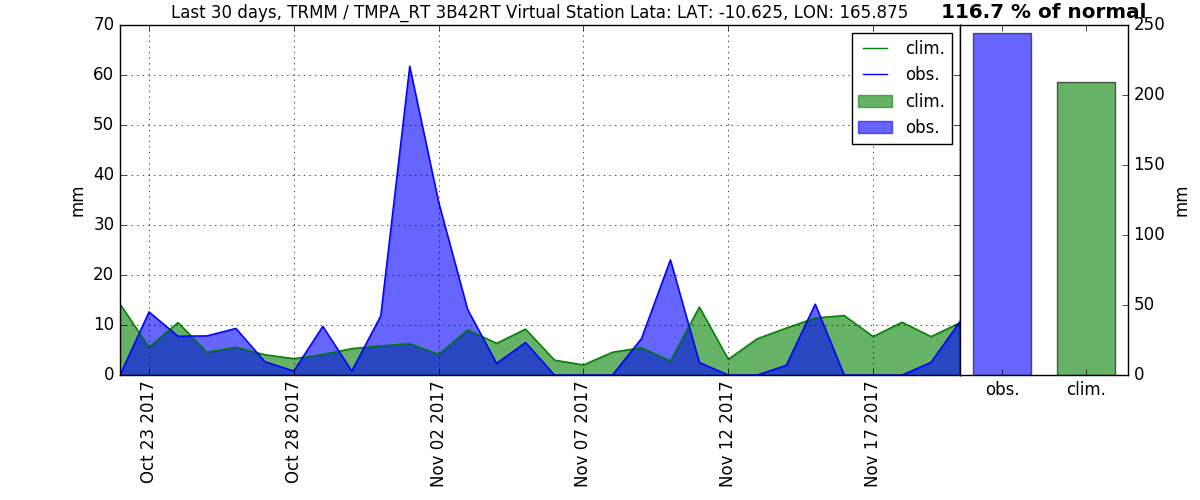 Last 30 days, TRMM / TMPA_RT 3B42RT Virtual Station Lata: LAT: -10.625, LON: 165.875
116.7 % of normal
70
60
50
40
30
20
10
0
mm
clim.
obs.
clim.
obs.
Oct 23 2017
Oct 28 2017
Nov 02 2017
Nov 07 2017
Nov 12 2017
Nov 17 2017
250
200
150
100
50
0
mm
obs.
clim.